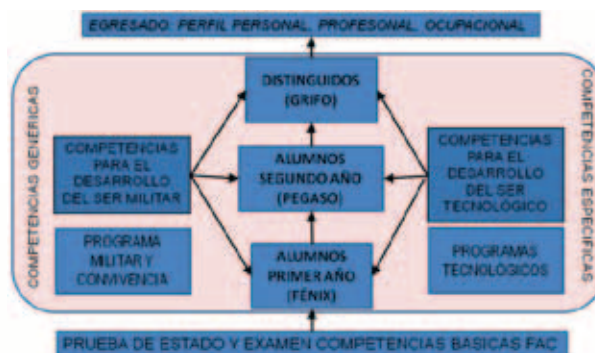 EGRESADO: PERFIL PERSONAL, PROFESIONAL, OCUPACIONAL
COMPETENCIAS GENÉRICAS
DISTINGUIDOS
(GRIFO)
COMPETENCIAS
PARA EL
DESARROLLO
DEL SER MILITAR
ALUMNOS
SEGUNDO AÑO
(PEGASO)
COMPETENCIAS
PARA EL
DESARROLLO
DEL SER
TECNOLÓGICO
PROGRAMA
MILITAR Y
CONVIVENCIA
ALUMNOS
PRIMER AÑO
(FÉNIX)
PROGRAMAS
TECNOLÓGICOS
COMPETENCIAS ESPECÍFICAS
PRUEBA DE ESTADO Y EXAMEN COMPETENCIAS BASICAS FAC